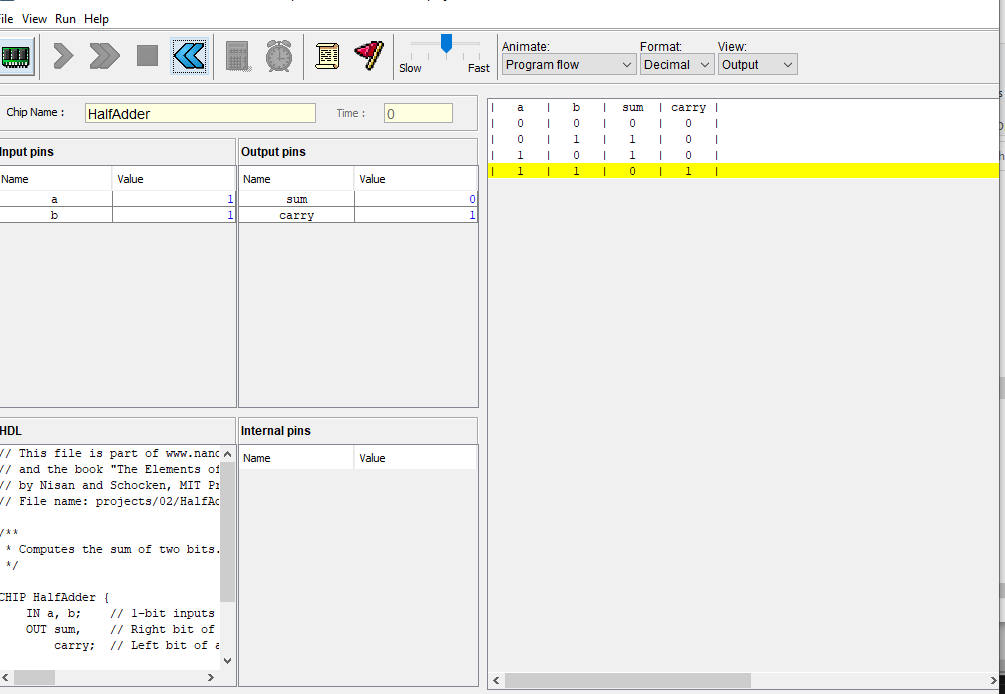 File View Run Help
Slow Fast
Animate: Format: View:
Program flow Decimal Output
Chip Name : HalfAdder Time : 0
Input pins
Name Value
a 1
b 1
Output pins
Name Value
sum 0
carry 1
| a | b | sum | carry |
| 0 | 0 | 0 | 0 |
| 0 | 1 | 1 | 0 |
| 1 | 0 | 1 | 0 |
| 1 | 1 | 0 | 1 |
HDL
// This file is part of www.nand
// and the book "The Elements of
// by Nisan and Schocken, MIT Pr
// File name: projects/02/HalfAd
/**
* Computes the sum of two bits.
*/
CHIP HalfAdder {
IN a, b; // 1-bit inputs
OUT sum, // Right bit of
carry; // Left bit of a
Internal pins
Name Value